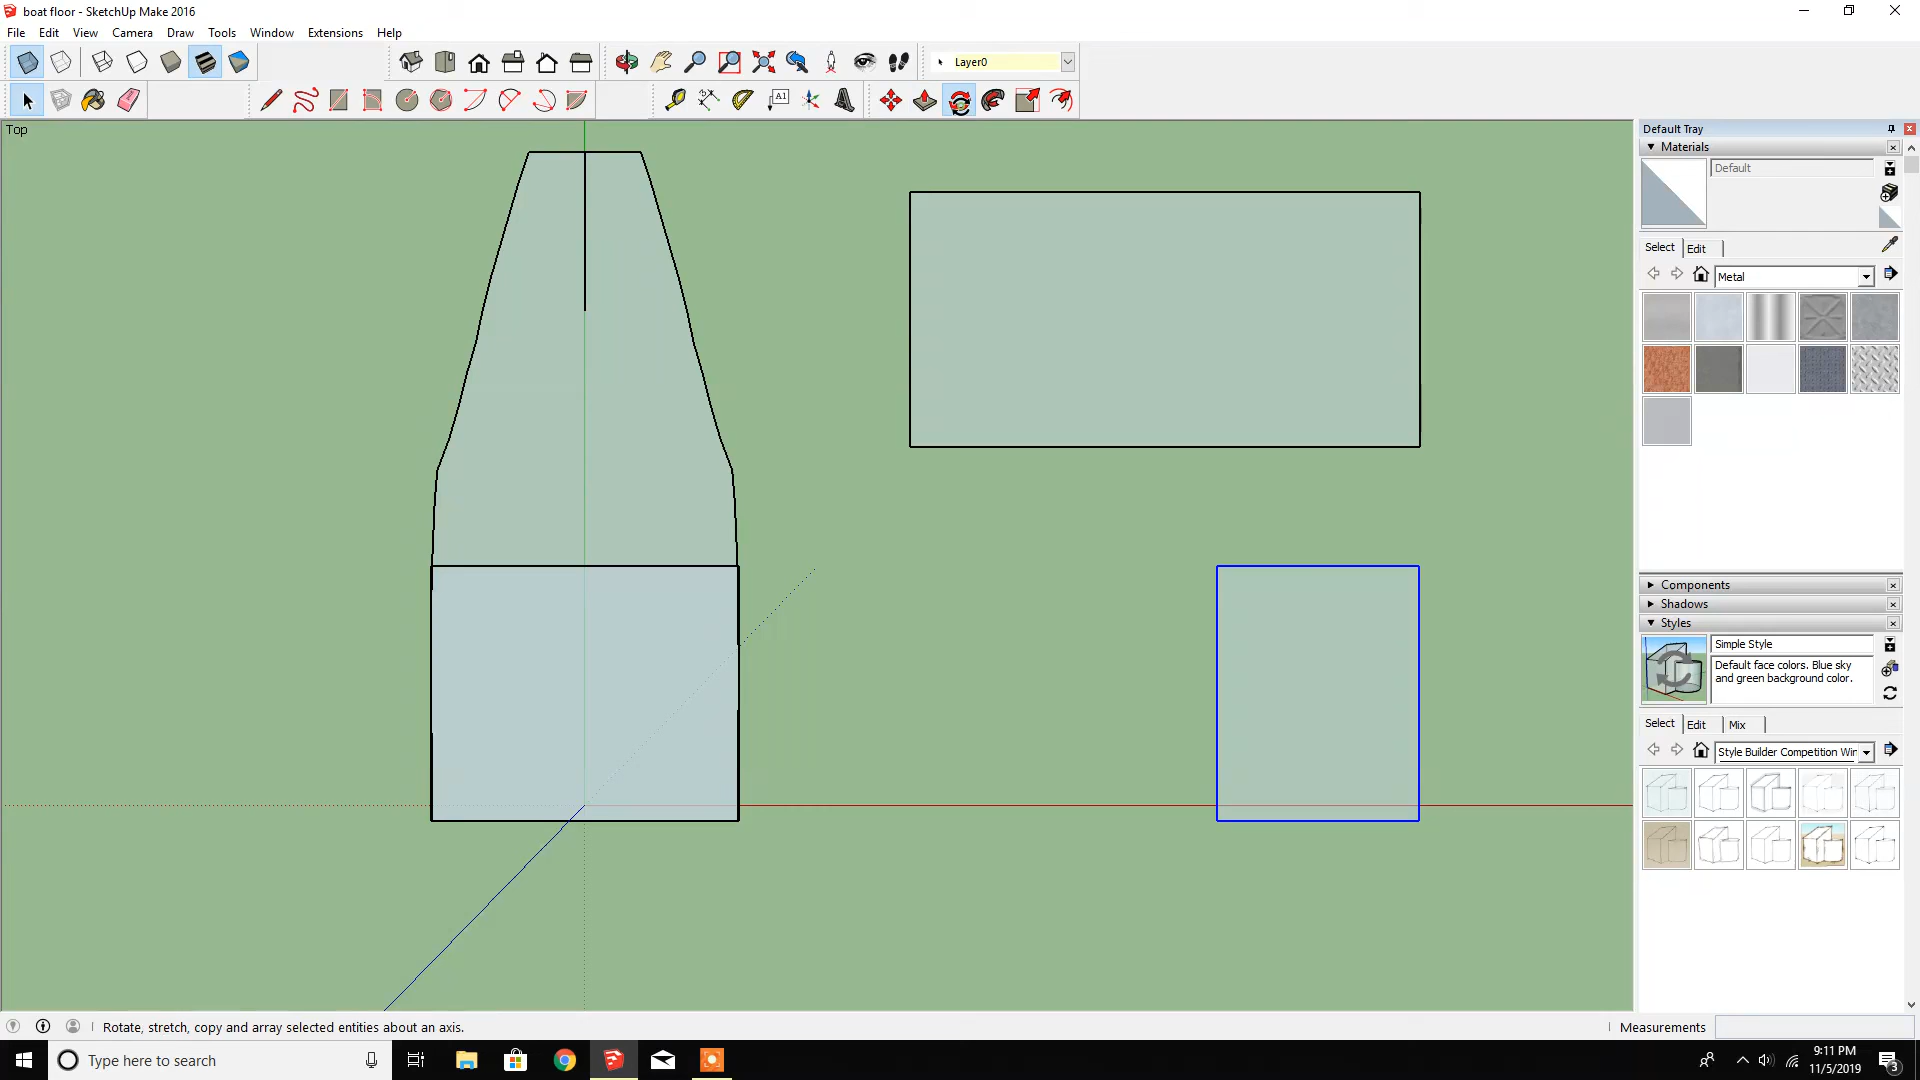 boat floor - SketchUp Make 2016
File Edit View Camera Draw Tools Window Extensions Help
Layer0
A1
Top
Default Tray
Materials
Default
Select Edit
Metal
Components
Shadows
Styles
Simple Style
Default face colors. Blue sky
and green background color.
Select Edit Mix
Style Builder Competition Wir
Rotate, stretch, copy and array selected entities about an axis.
Measurements
Type here to search
9:11 PM
11/5/2019
3